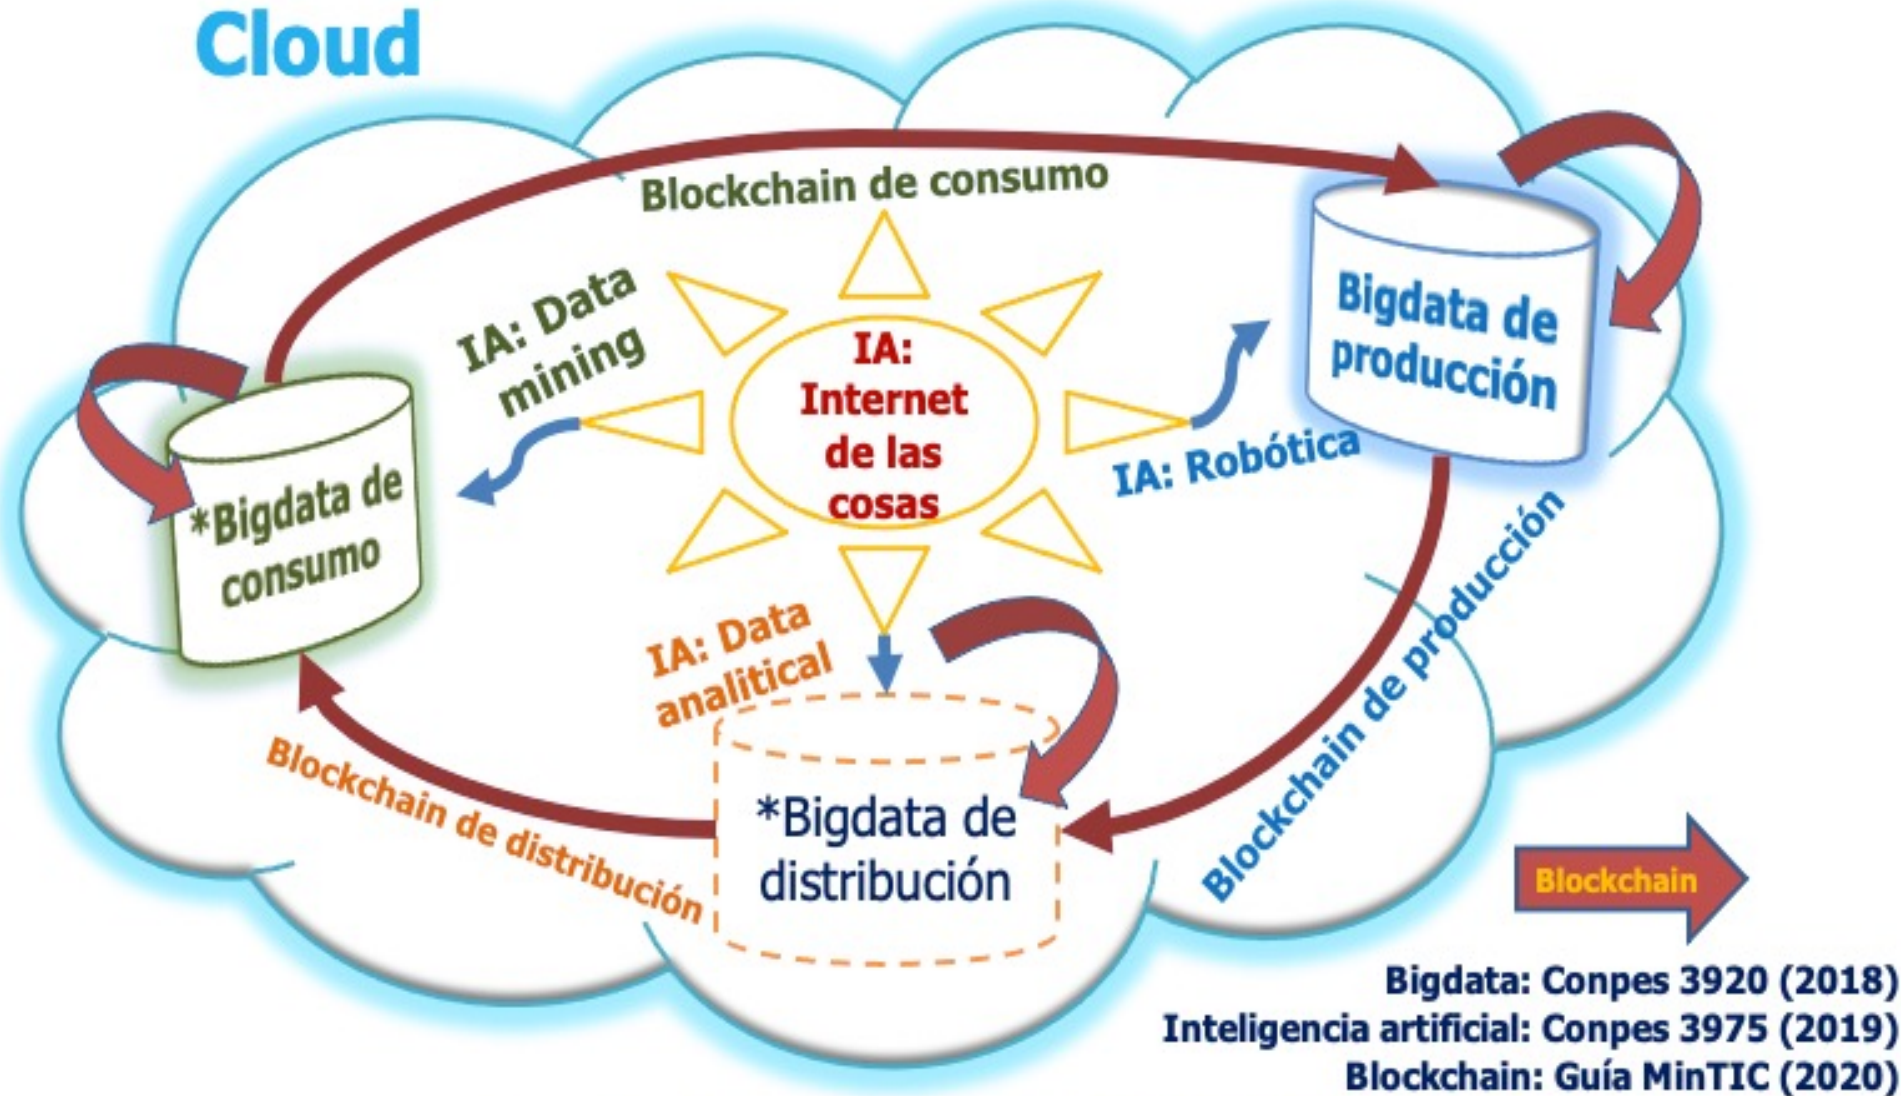 Cloud
Blockchain de consumo
IA: Data
mining
IA:
Internet
de las
cosas
Bigdata de
producción
IA: Robótica
*Bigdata de
consumo
IA: Data
analitical
Blockchain de producción
Blockchain de distribución
*Bigdata de
distribución
Blockchain
Bigdata: Conpes 3920 (2018)
Inteligencia artificial: Conpes 3975 (2019)
Blockchain: Guía MinTIC (2020)